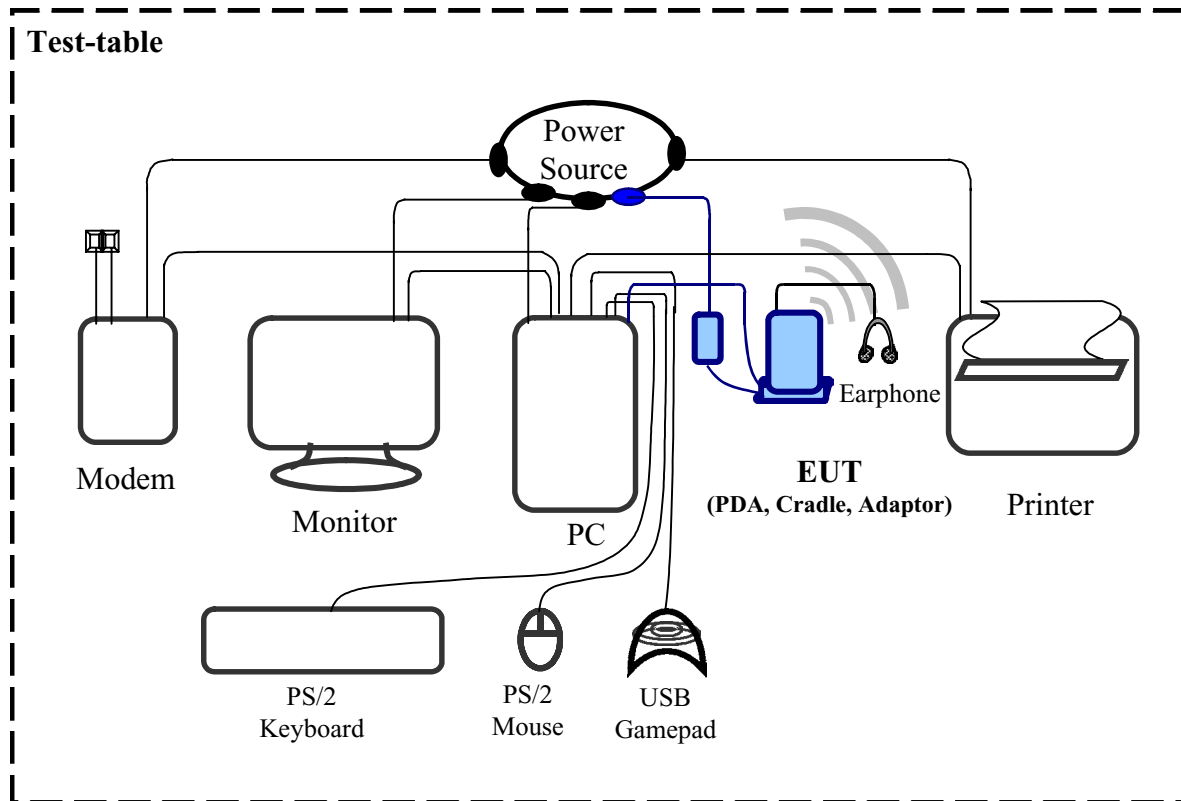 Test-table
Power
Source
Earphone
Modem
Monitor
PC
EUT
(PDA, Cradle, Adaptor)
Printer
PS/2
Keyboard
PS/2
Mouse
USB
Gamepad